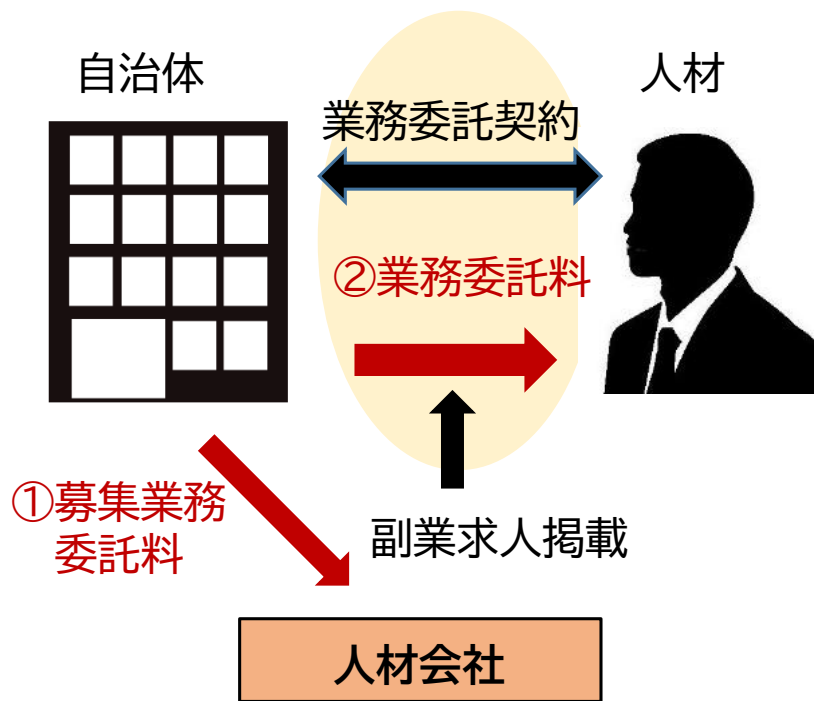 自治体
人材
業務委託契約
②業務委託料
①募集業務
委託料
副業求人掲載
人材会社